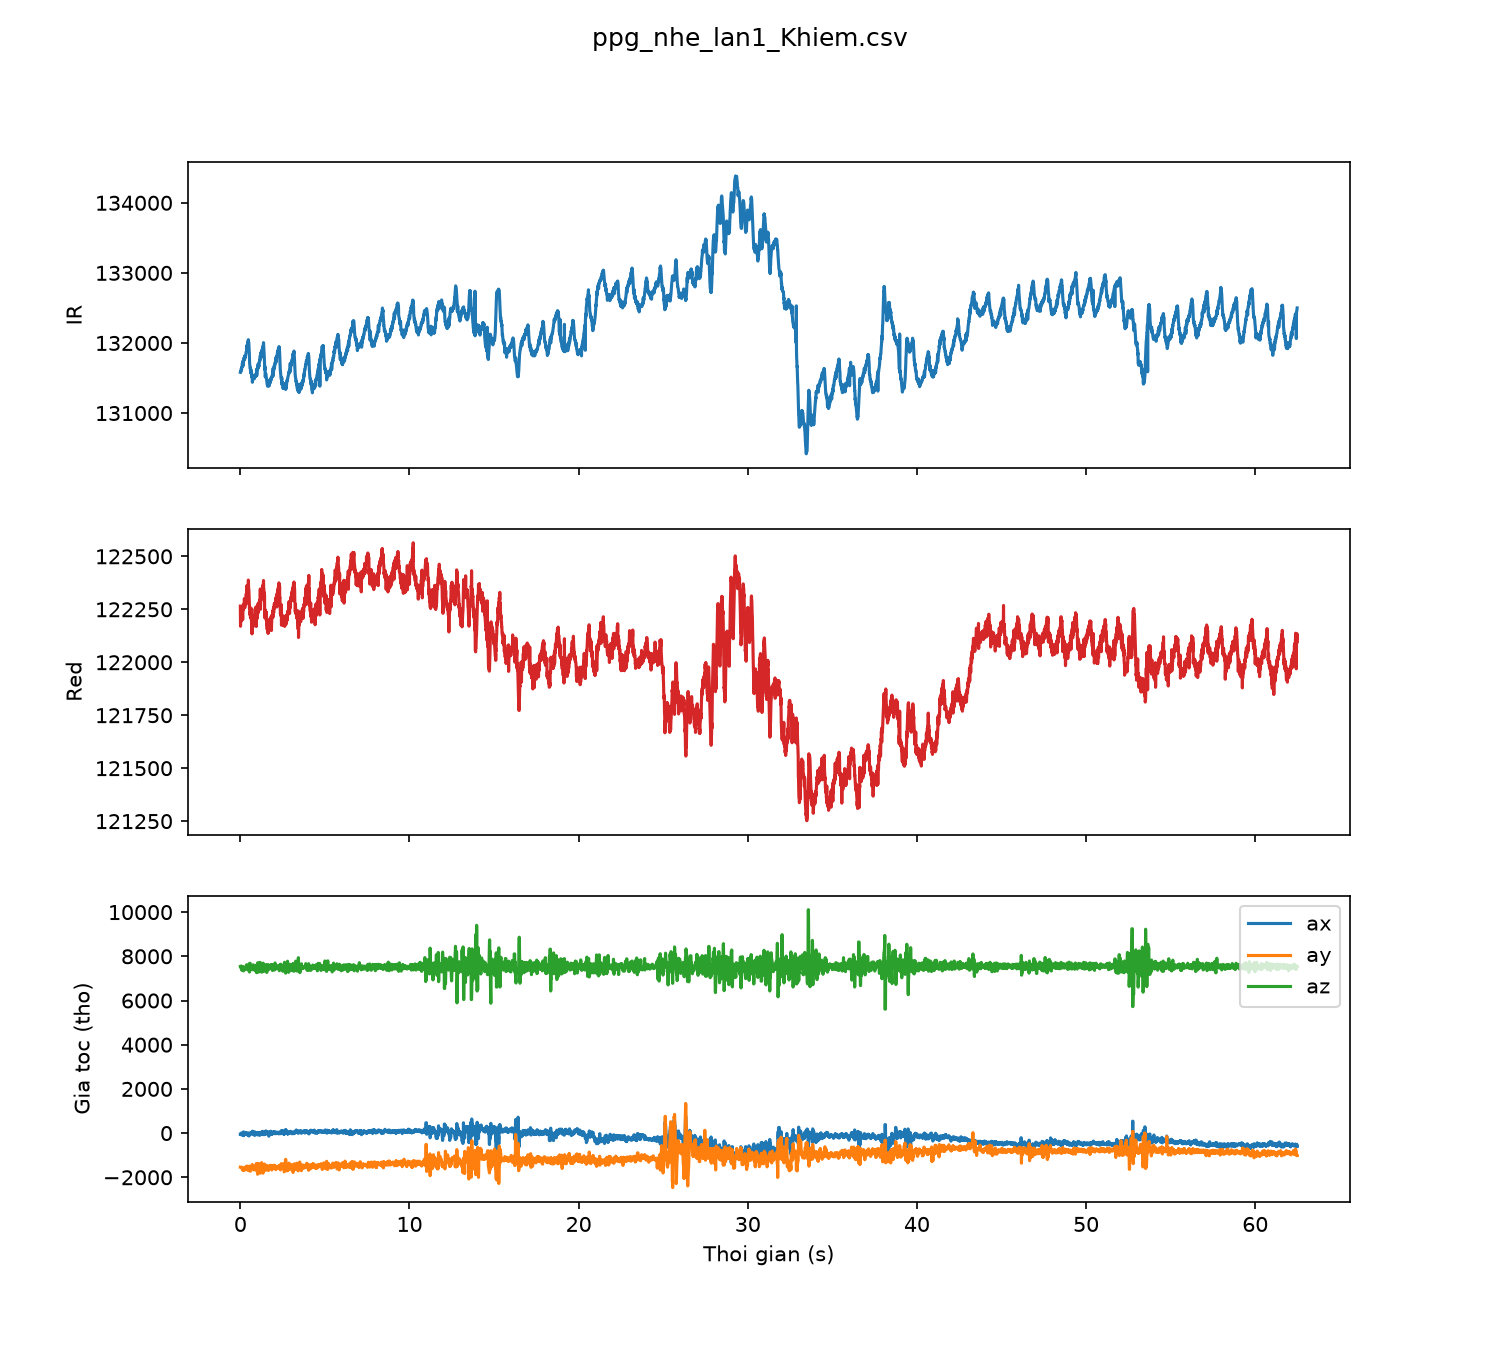 ppg_nhe_lan1_Khiem.csv
IR
134000
133000
132000
131000
Red
122500
122250
122000
121750
121500
121250
Gia toc (tho)
10000
8000
6000
4000
2000
0
−2000
ax
ay
az
0 10 20 30 40 50 60
Thoi gian (s)